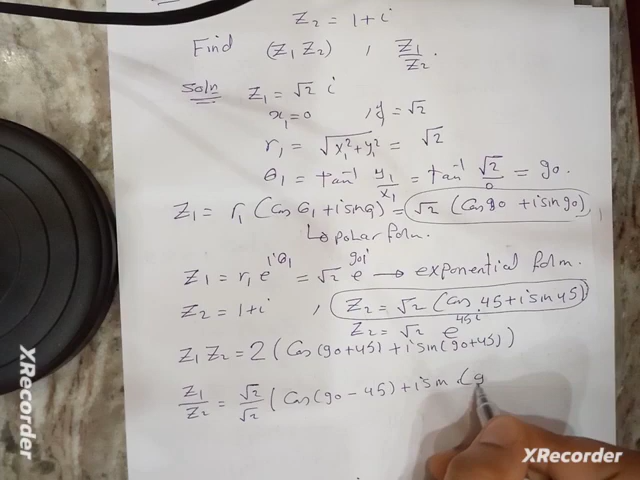 Z₂ = 1+i
Find (Z₁ Z₂) , Z₁/Z₂.
Soln Z₁ = √2 i
x₁=0 , y = √2
r₁ = √(x₁²+y₁²) = √2
θ₁ = tan⁻¹ y₁/x₁ = tan⁻¹ √2/0 = 90.
Z₁ = r₁ (Cos θ₁ + i sin θ₁) = √2 (Cos 90 + i sin 90)
↳ polar form.
Z₁ = r₁ e^(iθ₁) = √2 e^(90i) → exponential form.
Z₂ = 1+i , Z₂ = √2 (Cos 45 + i sin 45)
Z₂ = √2 e^(45i)
Z₁ Z₂ = 2 (Cos (90+45) + i sin (90+45))
Z₁/Z₂ = √2/√2 (Cos (90 - 45) + i sin (9
XRecorder
XRecorder